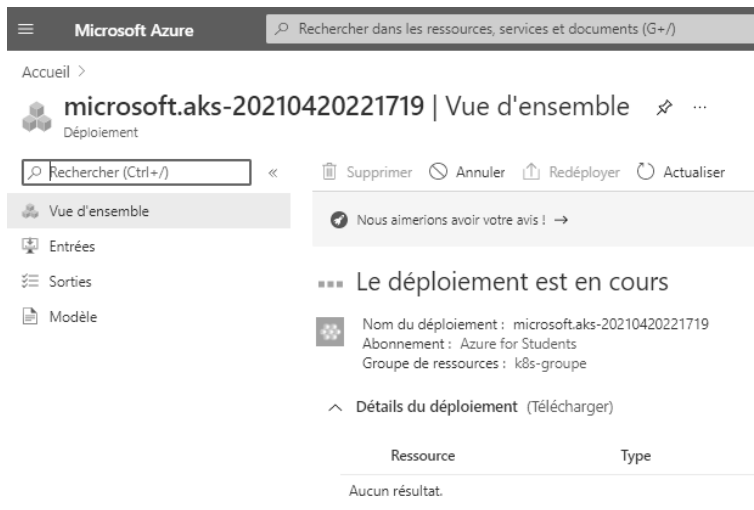 Microsoft Azure
Rechercher dans les ressources, services et documents (G+/)
Accueil >
microsoft.aks-20210420221719 | Vue d'ensemble
Déploiement
Rechercher (Ctrl+/)
«
Supprimer Annuler Redéployer Actualiser
Vue d'ensemble
Entrées
Sorties
Modèle
Nous aimerions avoir votre avis ! →
Le déploiement est en cours
Nom du déploiement : microsoft.aks-20210420221719
Abonnement : Azure for Students
Groupe de ressources : k8s-groupe
Détails du déploiement (Télécharger)
Ressource Type
Aucun résultat.